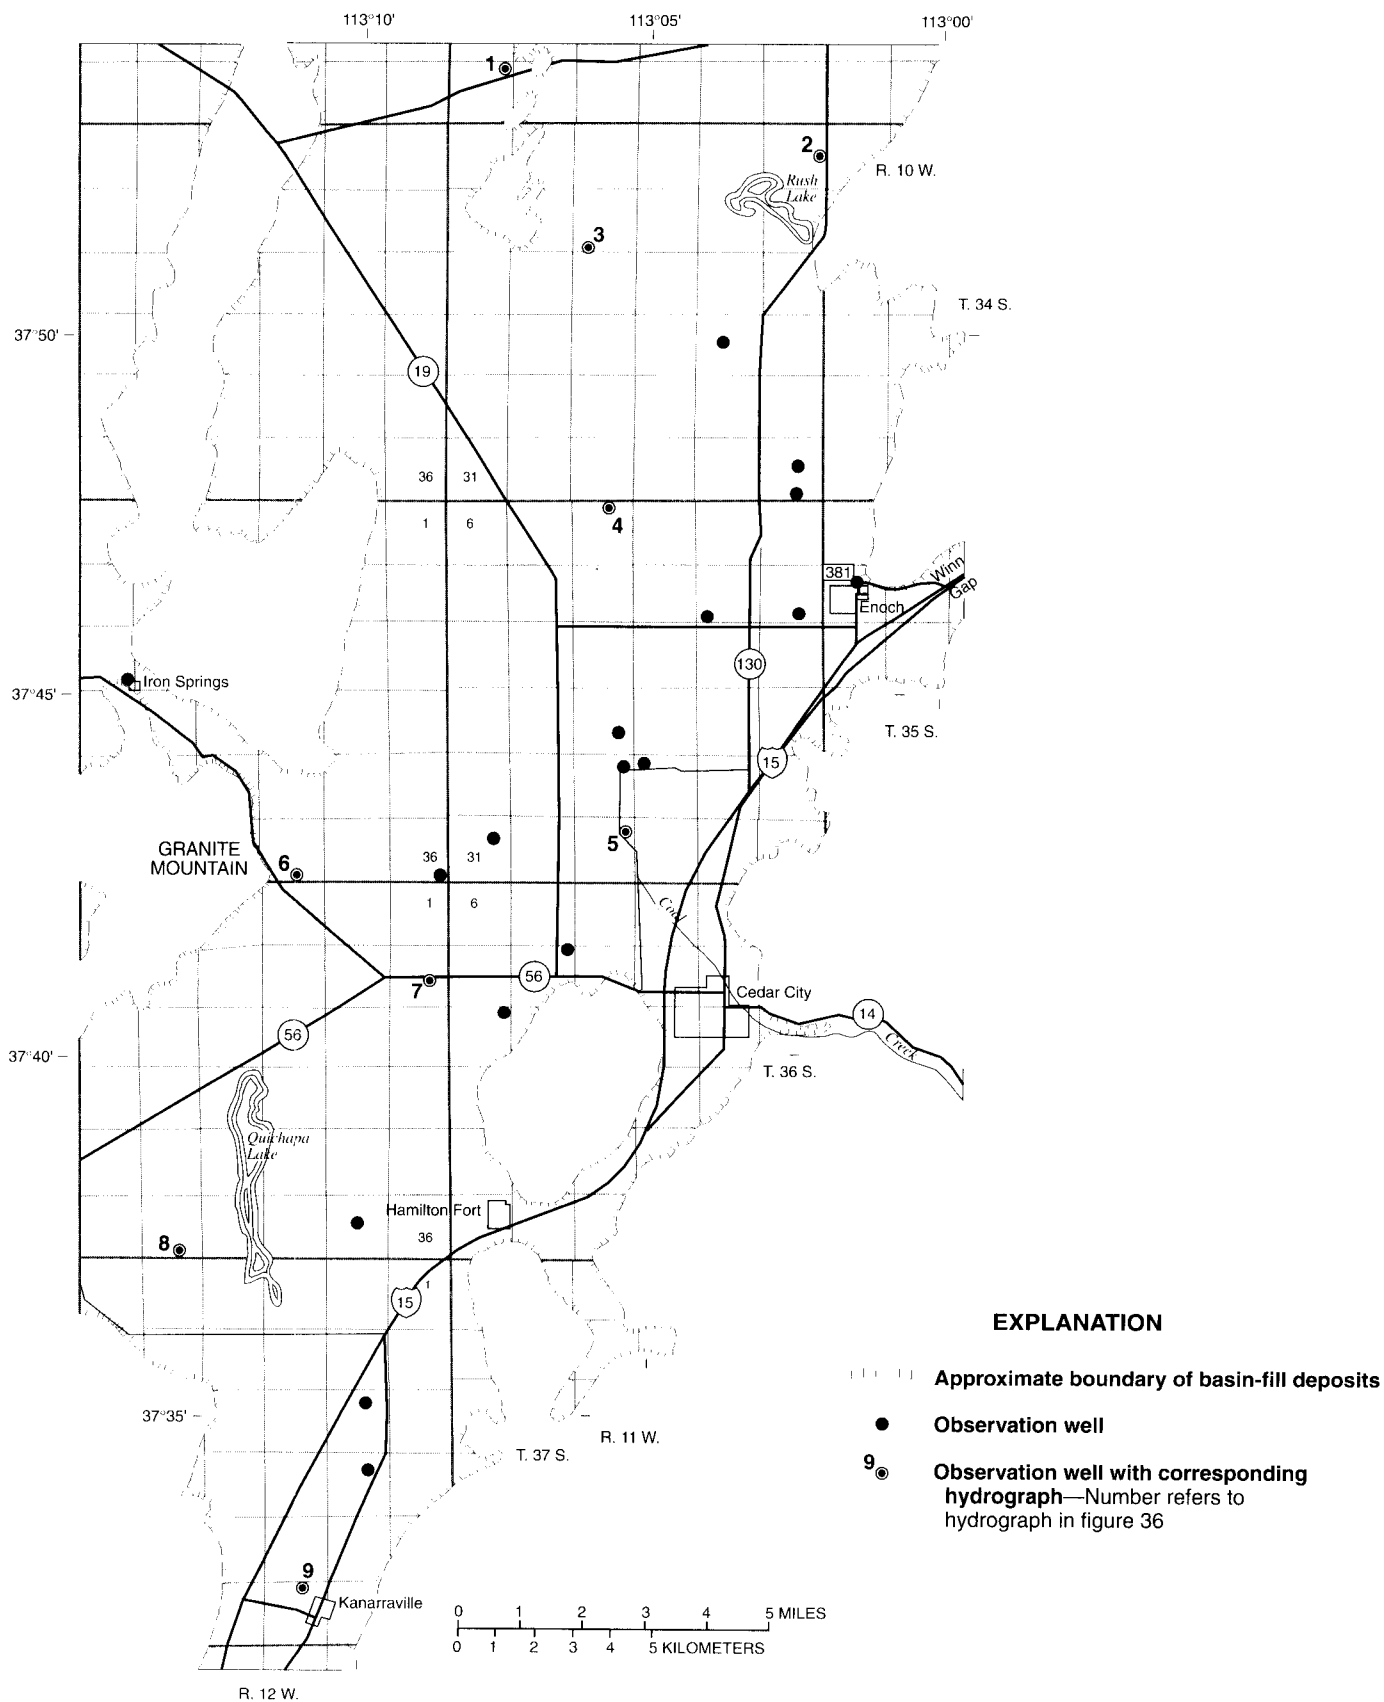 113°10'
113°05'
113°00'
1
2
R. 10 W.
Rush
Lake
3
T. 34 S.
37°50'
19
36
31
1
6
4
Winn
Gap
381
Enoch
130
Iron Springs
37°45'
T. 35 S.
15
5
GRANITE
MOUNTAIN
6
36
31
1
6
Coal
7
56
Cedar City
14
56
Creek
37°40'
T. 36 S.
Quichapa
Lake
Hamilton Fort
36
8
1
15
EXPLANATION
Approximate boundary of basin-fill deposits
37°35'
Observation well
R. 11 W.
T. 37 S.
9
Observation well with corresponding
hydrograph—Number refers to
hydrograph in figure 36
9
Kanarraville
0 1 2 3 4 5 MILES
0 1 2 3 4 5 KILOMETERS
R. 12 W.